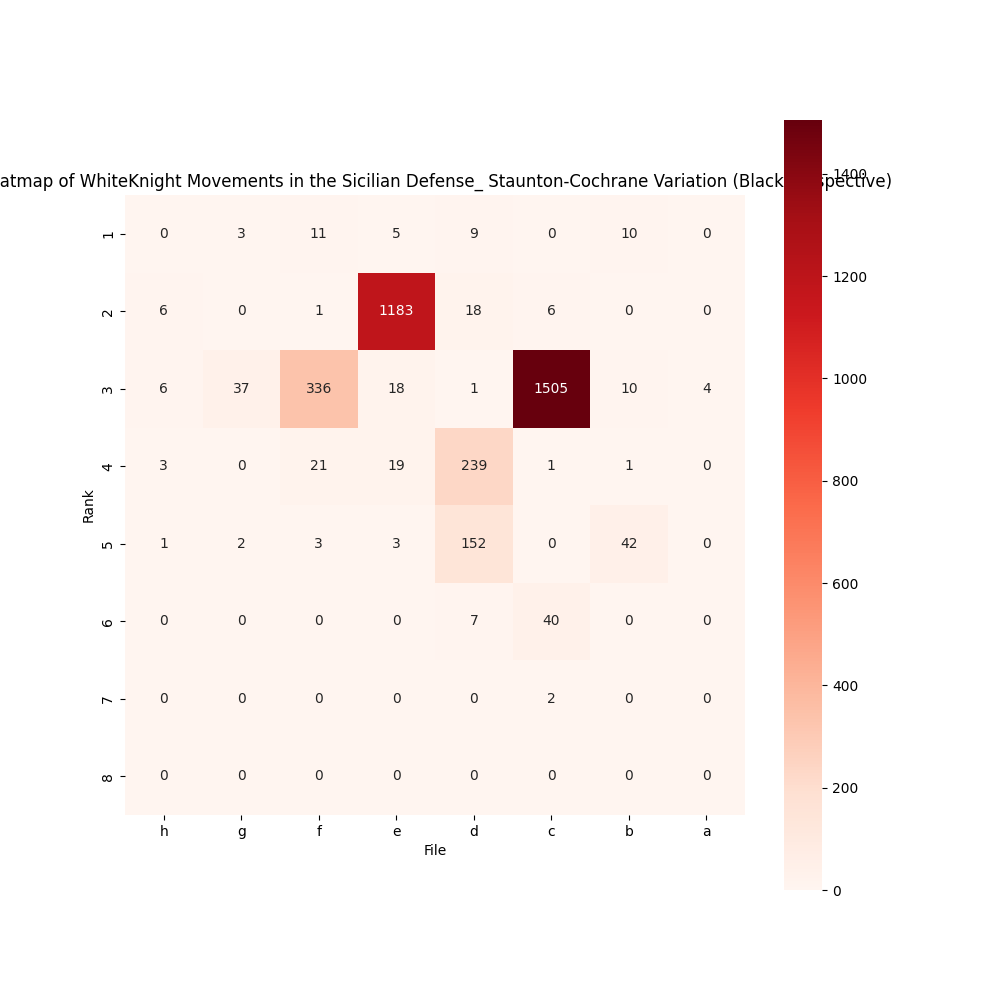 atmap of WhiteKnight Movements in the Sicilian Defense_ Staunton-Cochrane Variation (Black spective)
1400
1200
1000
800
600
400
200
0
Rank
1 0 3 11 5 9 0 10 0
2 6 0 1 1183 18 6 0 0
3 6 37 336 18 1 1505 10 4
4 3 0 21 19 239 1 1 0
5 1 2 3 3 152 0 42 0
6 0 0 0 0 7 40 0 0
7 0 0 0 0 0 2 0 0
8 0 0 0 0 0 0 0 0
h g f e d c b a
File